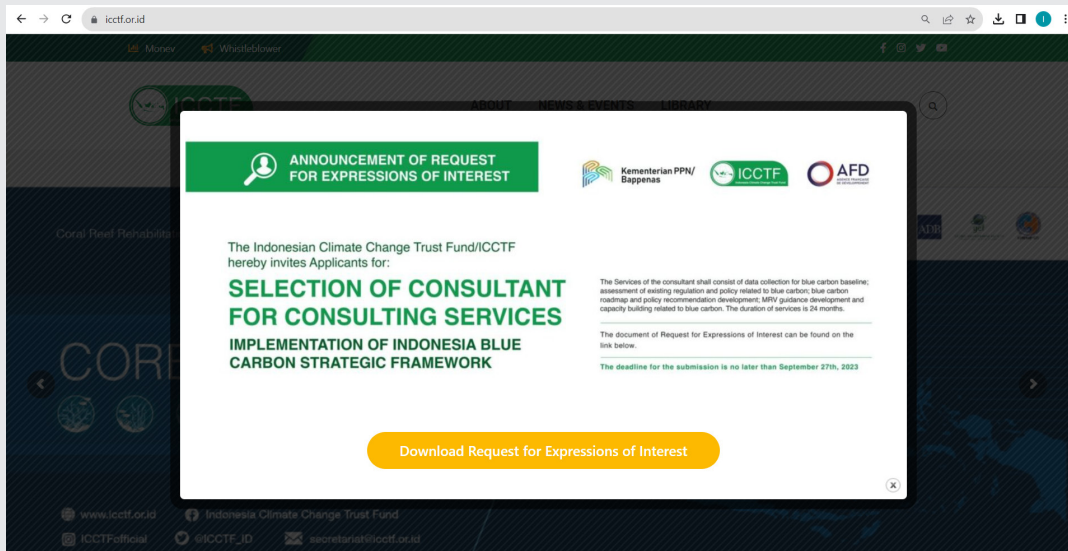 icctf.or.id
Monev
Whistleblower
ICCTF
ABOUT
NEWS & EVENTS
LIBRARY
ANNOUNCEMENT OF REQUEST
FOR EXPRESSIONS OF INTEREST
Kementerian PPN/
Bappenas
ICCTF
AFD
The Indonesian Climate Change Trust Fund/ICCTF
hereby invites Applicants for:
SELECTION OF CONSULTANT
FOR CONSULTING SERVICES
IMPLEMENTATION OF INDONESIA BLUE
CARBON STRATEGIC FRAMEWORK
The Services of the consultant shall consist of data collection for blue carbon baseline;
assessment of existing regulation and policy related to blue carbon; blue carbon
roadmap and policy recommendation development; MRV guidance development and
capacity building related to blue carbon. The duration of services is 24 months.
The document of Request for Expressions of Interest can be found on the
link below.
The deadline for the submission is no later than September 27th, 2023
Download Request for Expressions of Interest
Coral Reef
ADB
CORE
www.icctf.or.id
Indonesia Climate Change Trust Fund
ICCTFofficial
@ICCTF_ID
secretariat@icctf.or.id